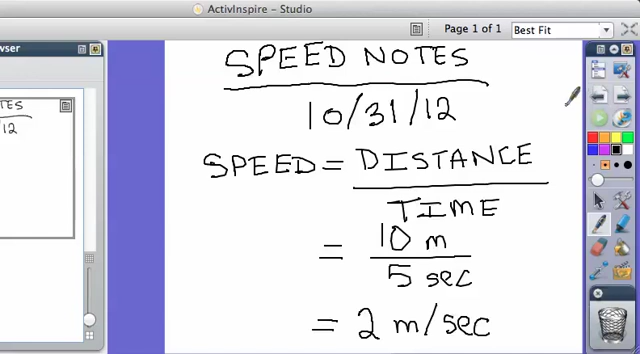 ActivInspire - Studio
Page 1 of 1
Best Fit
SPEED NOTES
10/31/12
SPEED = DISTANCE
TIME
= 10 m
5 sec
= 2 m/sec